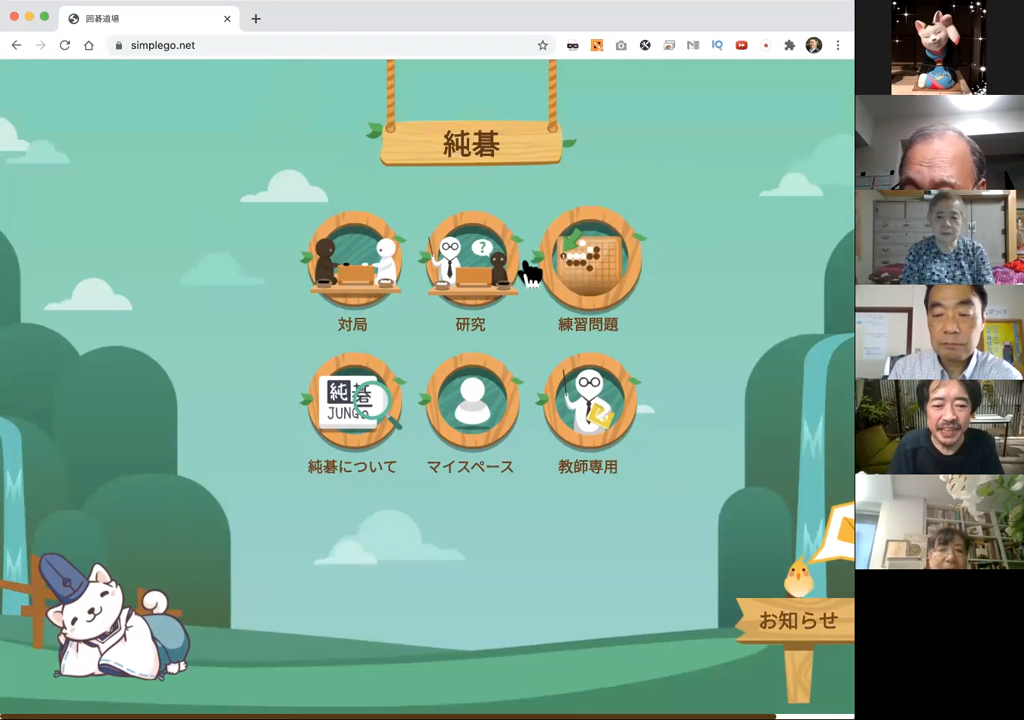 囲碁道場
simplego.net
IQ
純碁
?
対局
研究
練習問題
純碁
JUNGO
純碁について
マイスペース
教師専用
お知らせ